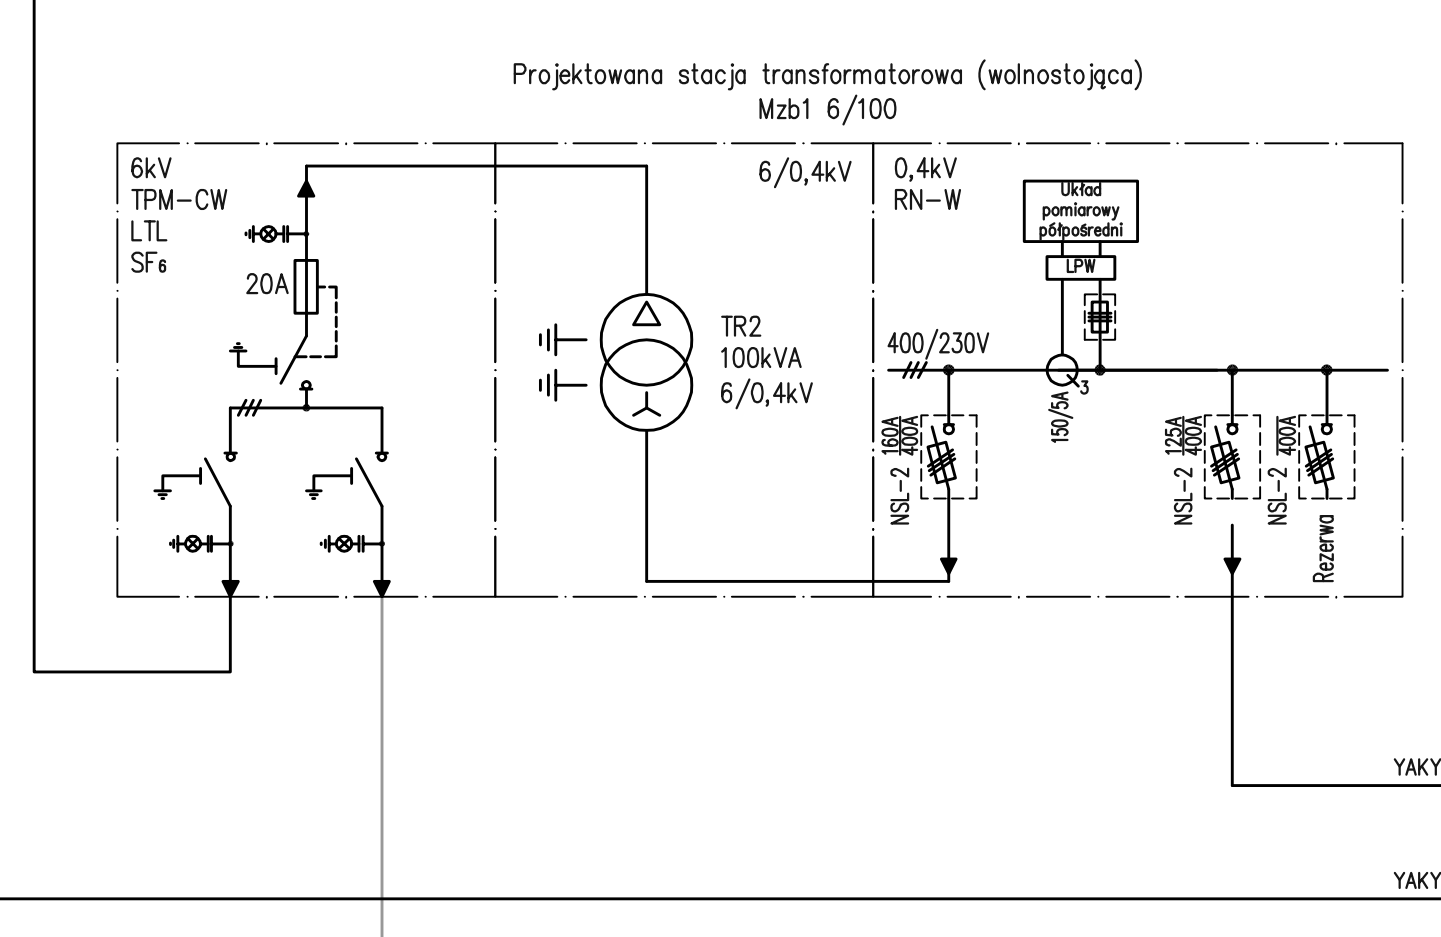 Projektowana stacja transformatorowa (wolnostojąca)
Mzb1 6/100
6kV
TPM-CW
LTL
SF6
20A
6/0,4kV
TR2
100kVA
6/0,4kV
0,4kV
RN-W
Układ
pomiarowy
półpośredni
LPW
400/230V
3
150/5A
160A
400A
NSL-2
125A
400A
NSL-2
400A
NSL-2
Rezerwa
YAKY
YAKY